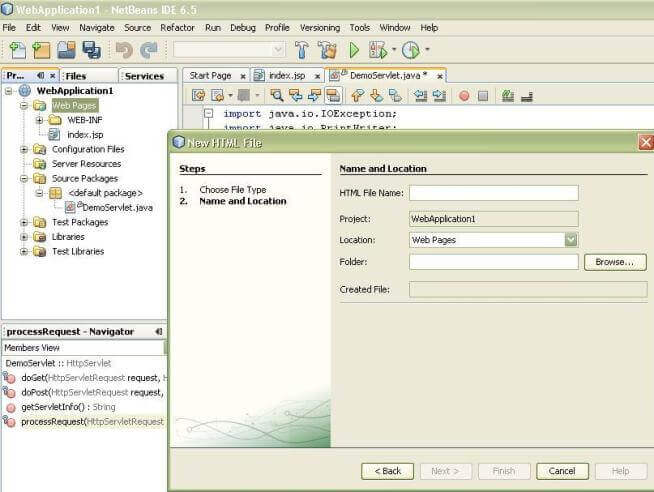 WebApplication1 - NetBeans IDE 6.5
File Edit View Navigate Source Refactor Run Debug Profile Versioning Tools Window Help
Pr... Files Services
Start Page index.jsp DemoServlet.java *
WebApplication1
Web Pages
WEB-INF
index.jsp
Configuration Files
Server Resources
Source Packages
<default package>
DemoServlet.java
Test Packages
Libraries
Test Libraries
import java.io.IOException;
import java.io.PrintWriter;
New HTML File
Steps
1. Choose File Type
2. Name and Location
Name and Location
HTML File Name:
Project: WebApplication1
Location: Web Pages
Folder: Browse...
Created File:
< Back Next > Finish Cancel Help
processRequest - Navigator
Members View
DemoServlet :: HttpServlet
doGet(HttpServletRequest request, H
doPost(HttpServletRequest request,
getServletInfo() : String
processRequest(HttpServletRequest